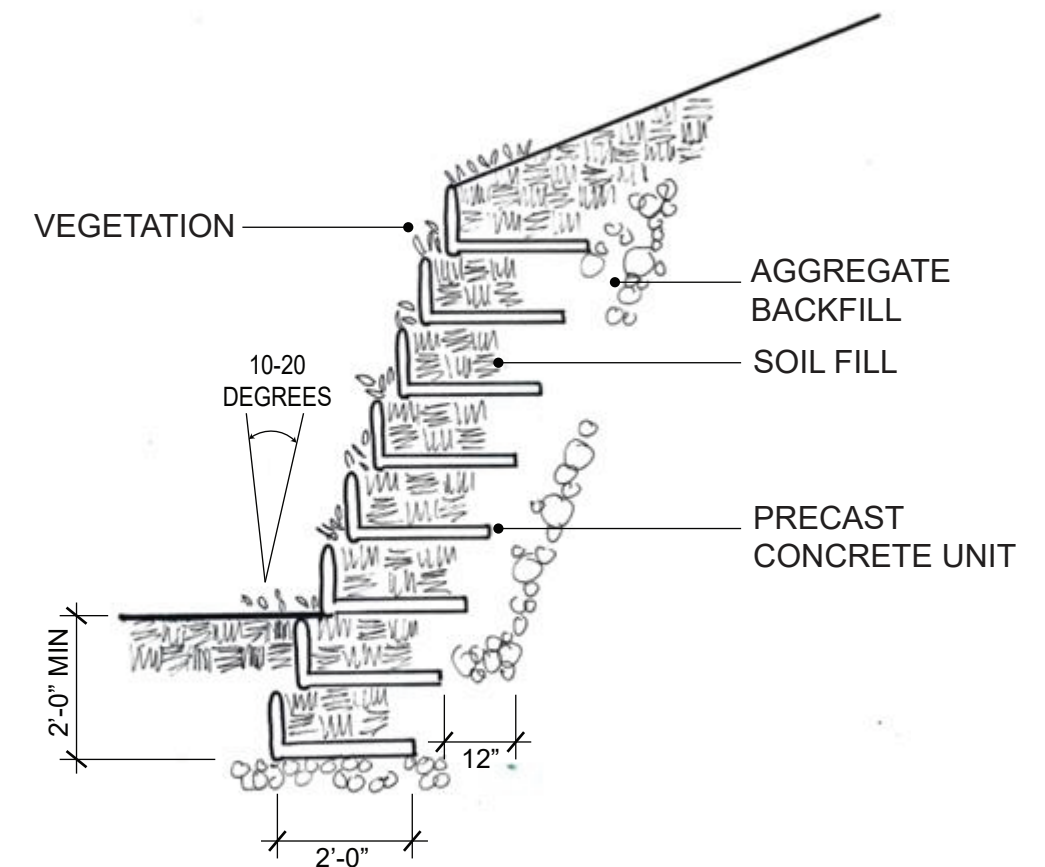 VEGETATION
AGGREGATE
BACKFILL
SOIL FILL
10-20
DEGREES
PRECAST
CONCRETE UNIT
2’-0” MIN
12”
2’-0”